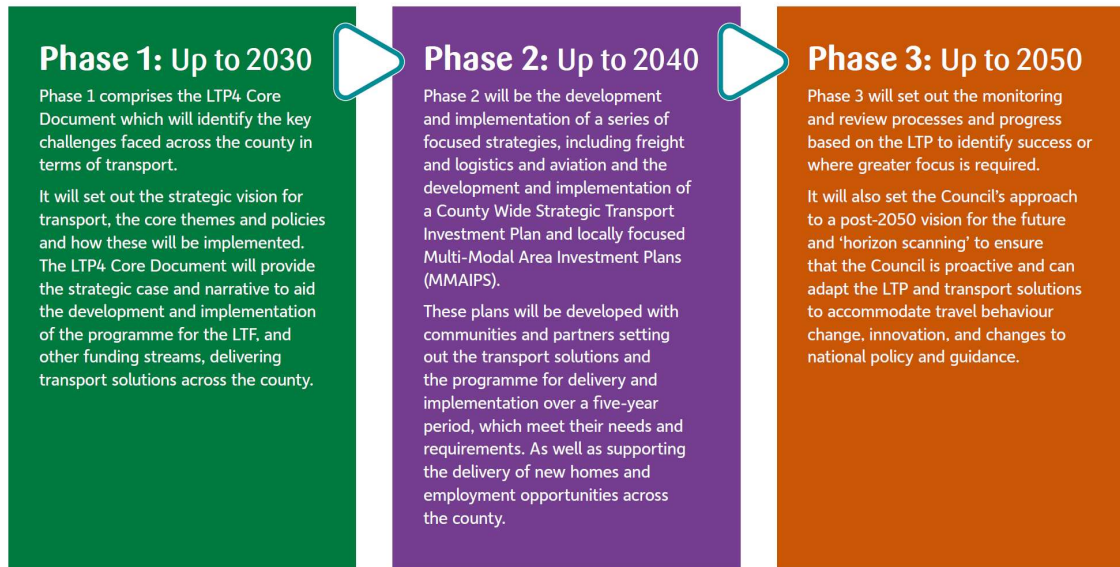 Phase 1: Up to 2030
Phase 1 comprises the LTP4 Core
Document which will identify the key
challenges faced across the county in
terms of transport.
It will set out the strategic vision for
transport, the core themes and policies
and how these will be implemented.
The LTP4 Core Document will provide
the strategic case and narrative to aid
the development and implementation
of the programme for the LTF, and
other funding streams, delivering
transport solutions across the county.
Phase 2: Up to 2040
Phase 2 will be the development
and implementation of a series of
focused strategies, including freight
and logistics and aviation and the
development and implementation of
a County Wide Strategic Transport
Investment Plan and locally focused
Multi-Modal Area Investment Plans
(MMAIPS).
These plans will be developed with
communities and partners setting
out the transport solutions and
the programme for delivery and
implementation over a five-year
period, which meet their needs and
requirements. As well as supporting
the delivery of new homes and
employment opportunities across
the county.
Phase 3: Up to 2050
Phase 3 will set out the monitoring
and review processes and progress
based on the LTP to identify success or
where greater focus is required.
It will also set the Council’s approach
to a post-2050 vision for the future
and ‘horizon scanning’ to ensure
that the Council is proactive and can
adapt the LTP and transport solutions
to accommodate travel behaviour
change, innovation, and changes to
national policy and guidance.